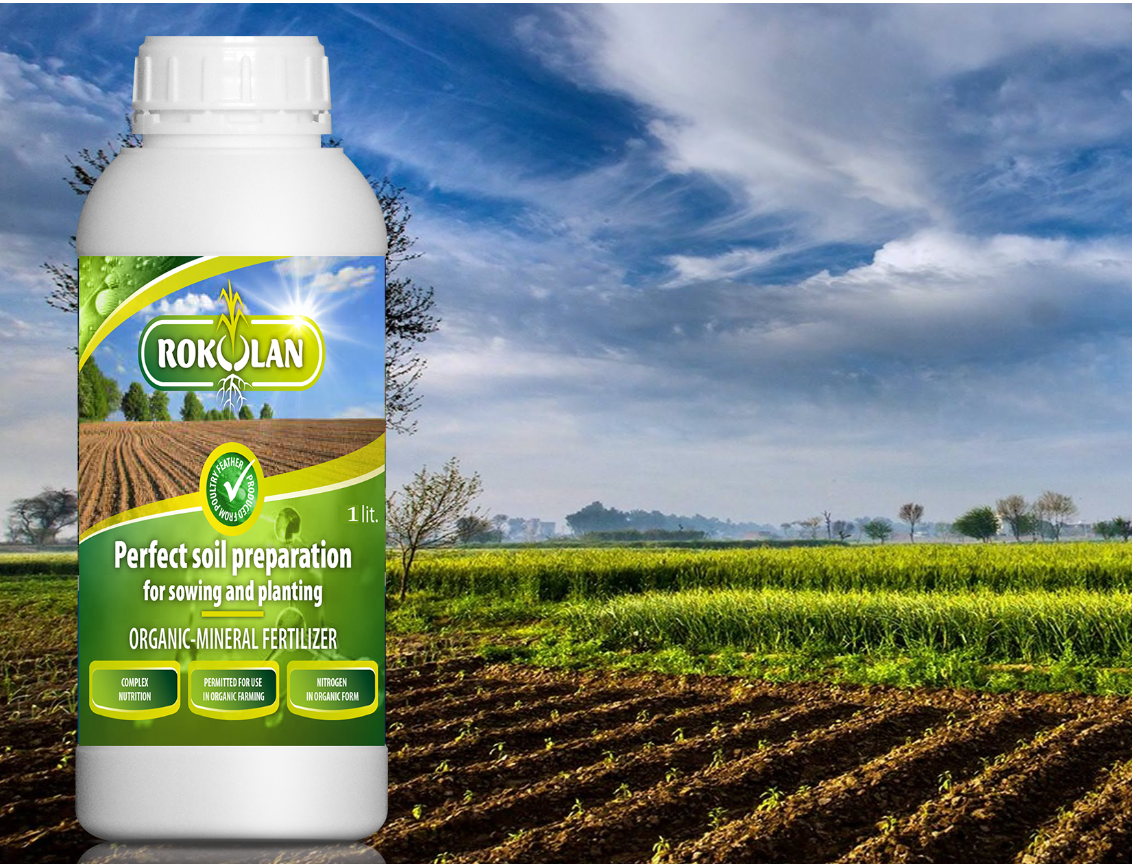 ROKOLAN
PRODUCED FROM POULTRY FEATHER
1 lit.
Perfect soil preparation
for sowing and planting
ORGANIC-MINERAL FERTILIZER
COMPLEX
NUTRITION
PERMITTED FOR USE
IN ORGANIC FARMING
NITROGEN
IN ORGANIC FORM